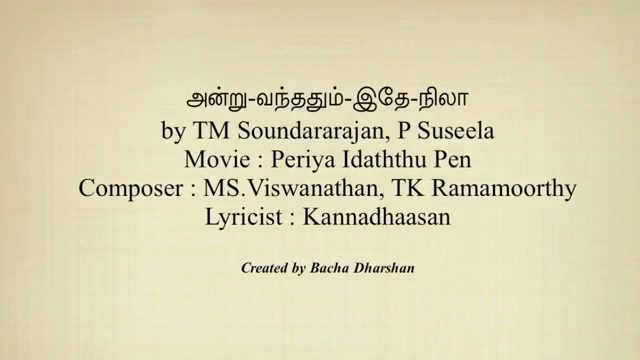 அன்று-வந்ததும்-இதே-நிலா
by TM Soundararajan, P Suseela
Movie : Periya Idaththu Pen
Composer : MS.Viswanathan, TK Ramamoorthy
Lyricist : Kannadhaasan
Created by Bacha Dharshan